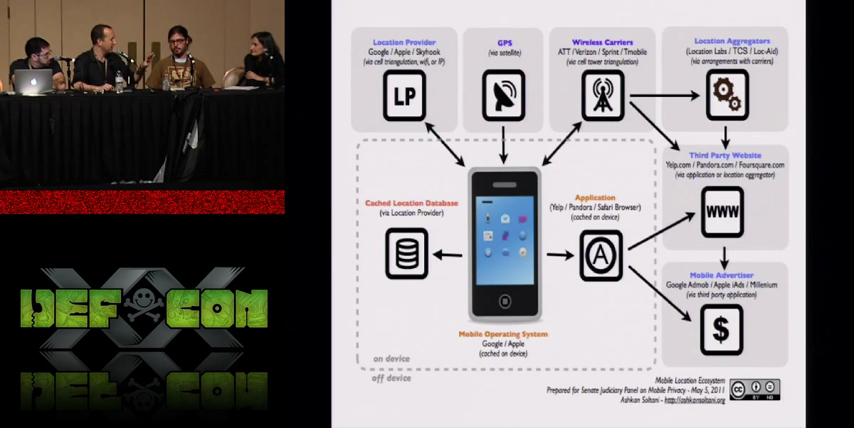 Location Provider
Google / Apple / Skyhook
(via cell triangulation, wifi, or IP)
LP
GPS
(via satellite)
Wireless Carriers
ATT / Verizon / Sprint / Tmobile
(via cell tower triangulation)
Location Aggregators
(Location Labs / TCS / Loc-Aid)
(via arrangements with carriers)
Third Party Website
Yelp.com / Pandora.com / Foursquare.com
(via application or location aggregator)
WWW
Cached Location Database
(via Location Provider)
Application
(Yelp / Pandora / Safari Browser)
(cached on device)
A
Mobile Advertiser
Google Admob / Apple iAds / Millenium
(via third party application)
$
Mobile Operating System
Google / Apple
(cached on device)
on device
off device
Mobile Location Ecosystem
Prepared for Senate Judiciary Panel on Mobile Privacy - May 5, 2011
Ashkan Soltani - http://ashkansoltani.org
CC
BY
XX
DEFCON